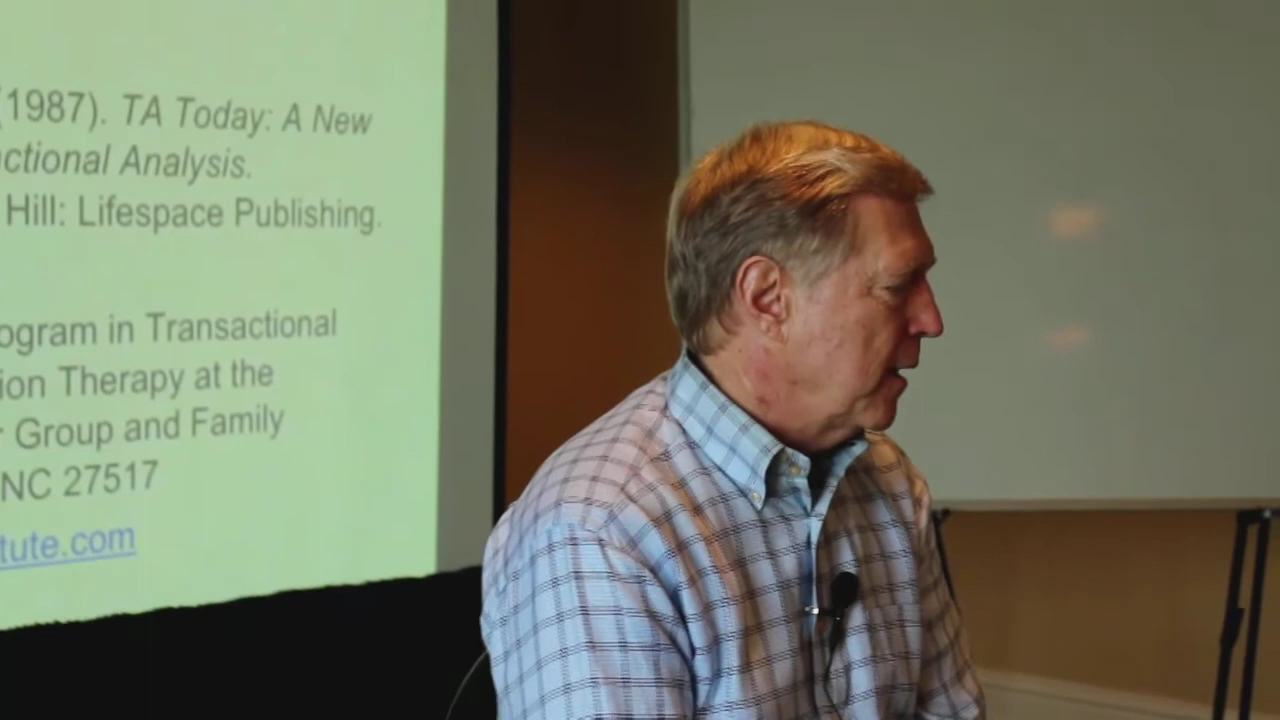 (1987). TA Today: A New
ctional Analysis.
Hill: Lifespace Publishing.
ogram in Transactional
ion Therapy at the
r Group and Family
NC 27517
tute.com